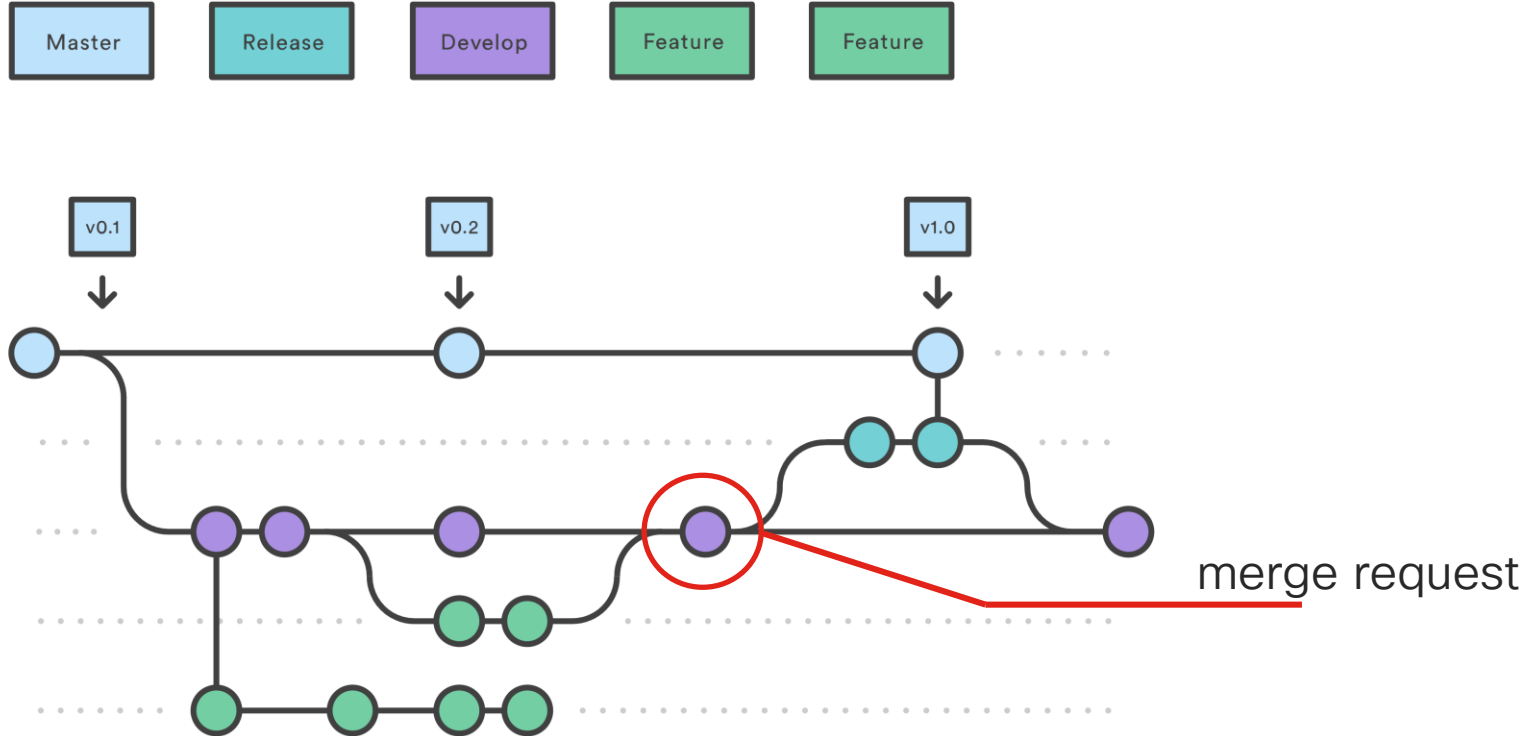 Master
Release
Develop
Feature
Feature
v0.1
v0.2
v1.0
merge request